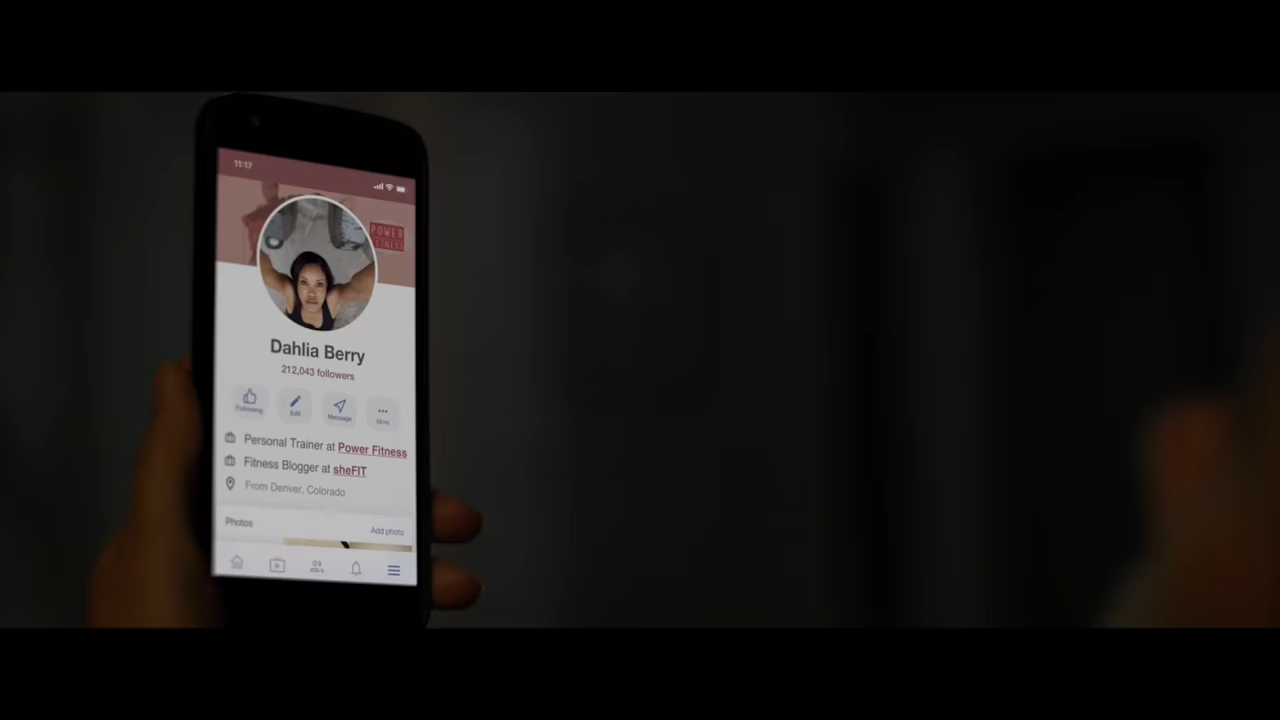 11:17
POWER
FITNESS
Dahlia Berry
212,043 followers
Following
Edit
Message
More
Personal Trainer at Power Fitness
Fitness Blogger at sheFIT
From Denver, Colorado
Photos
Add photo